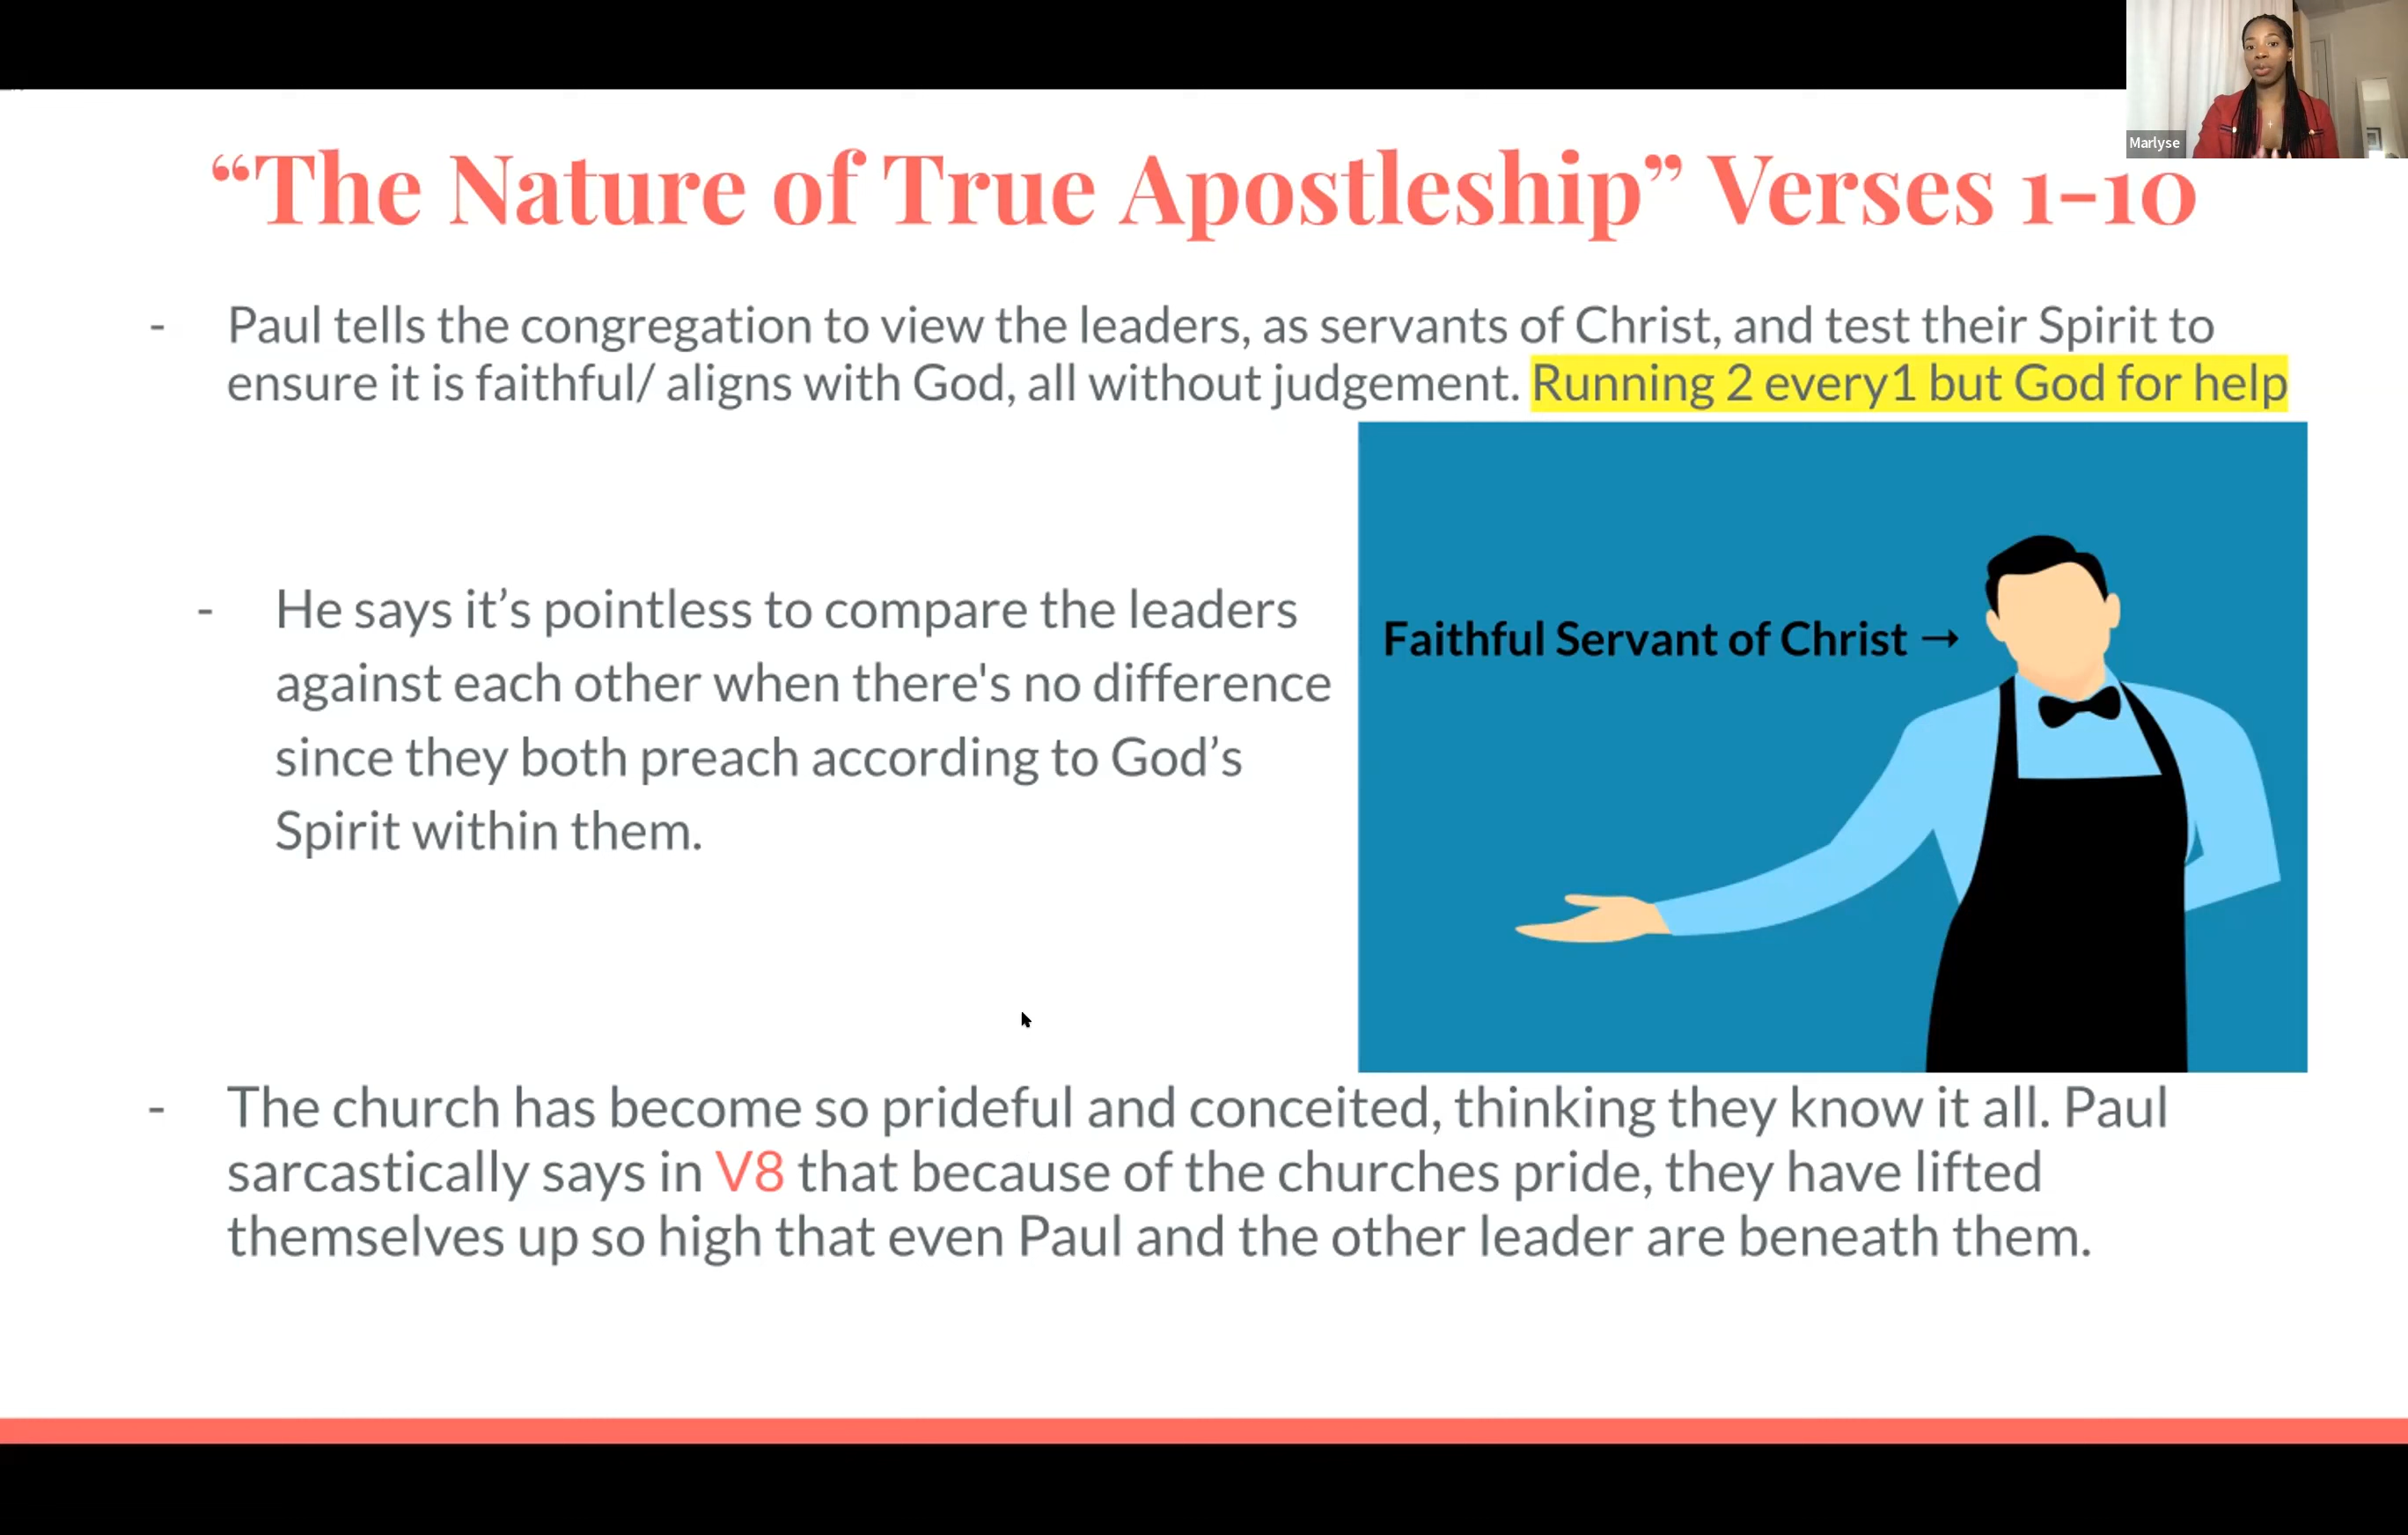 Marlyse
“The Nature of True Apostleship” Verses 1-10
- Paul tells the congregation to view the leaders, as servants of Christ, and test their Spirit to
ensure it is faithful/ aligns with God, all without judgement. Running 2 every1 but God for help
- He says it’s pointless to compare the leaders
against each other when there's no difference
since they both preach according to God’s
Spirit within them.
Faithful Servant of Christ →
- The church has become so prideful and conceited, thinking they know it all. Paul
sarcastically says in V8 that because of the churches pride, they have lifted
themselves up so high that even Paul and the other leader are beneath them.